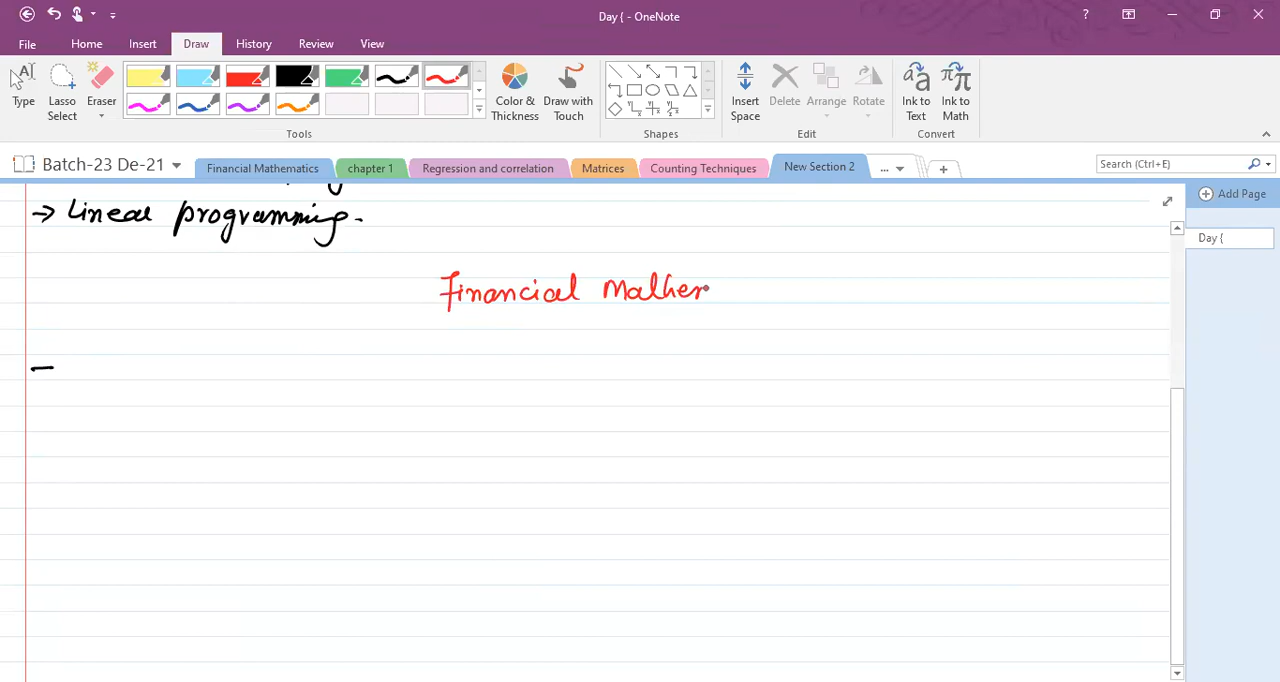 Day { - OneNote
?
File Home Insert Draw History Review View
Type
Lasso Select
Eraser
Color & Thickness
Draw with Touch
Insert Space
Delete
Arrange
Rotate
Ink to Text
Ink to Math
Tools
Shapes
Edit
Convert
Batch-23 De-21 Financial Mathematics chapter 1 Regression and correlation Matrices Counting Techniques New Section 2 ... Search (Ctrl+E)
Add Page
Day {
→ Linear programming.
Financial Mather